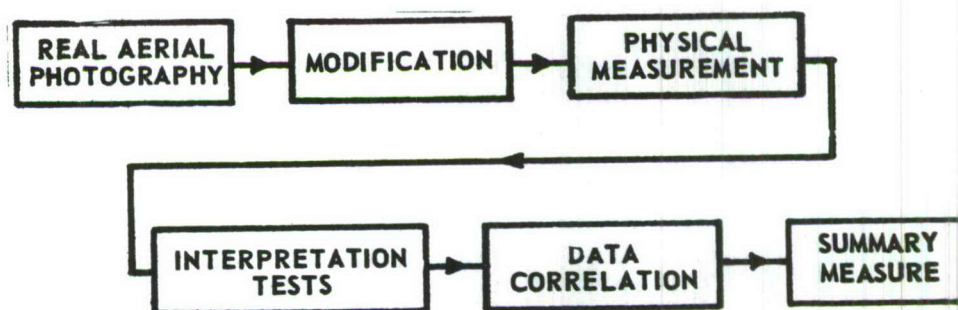 REAL AERIAL
PHOTOGRAPHY
MODIFICATION
PHYSICAL
MEASUREMENT
INTERPRETATION
TESTS
DATA
CORRELATION
SUMMARY
MEASURE